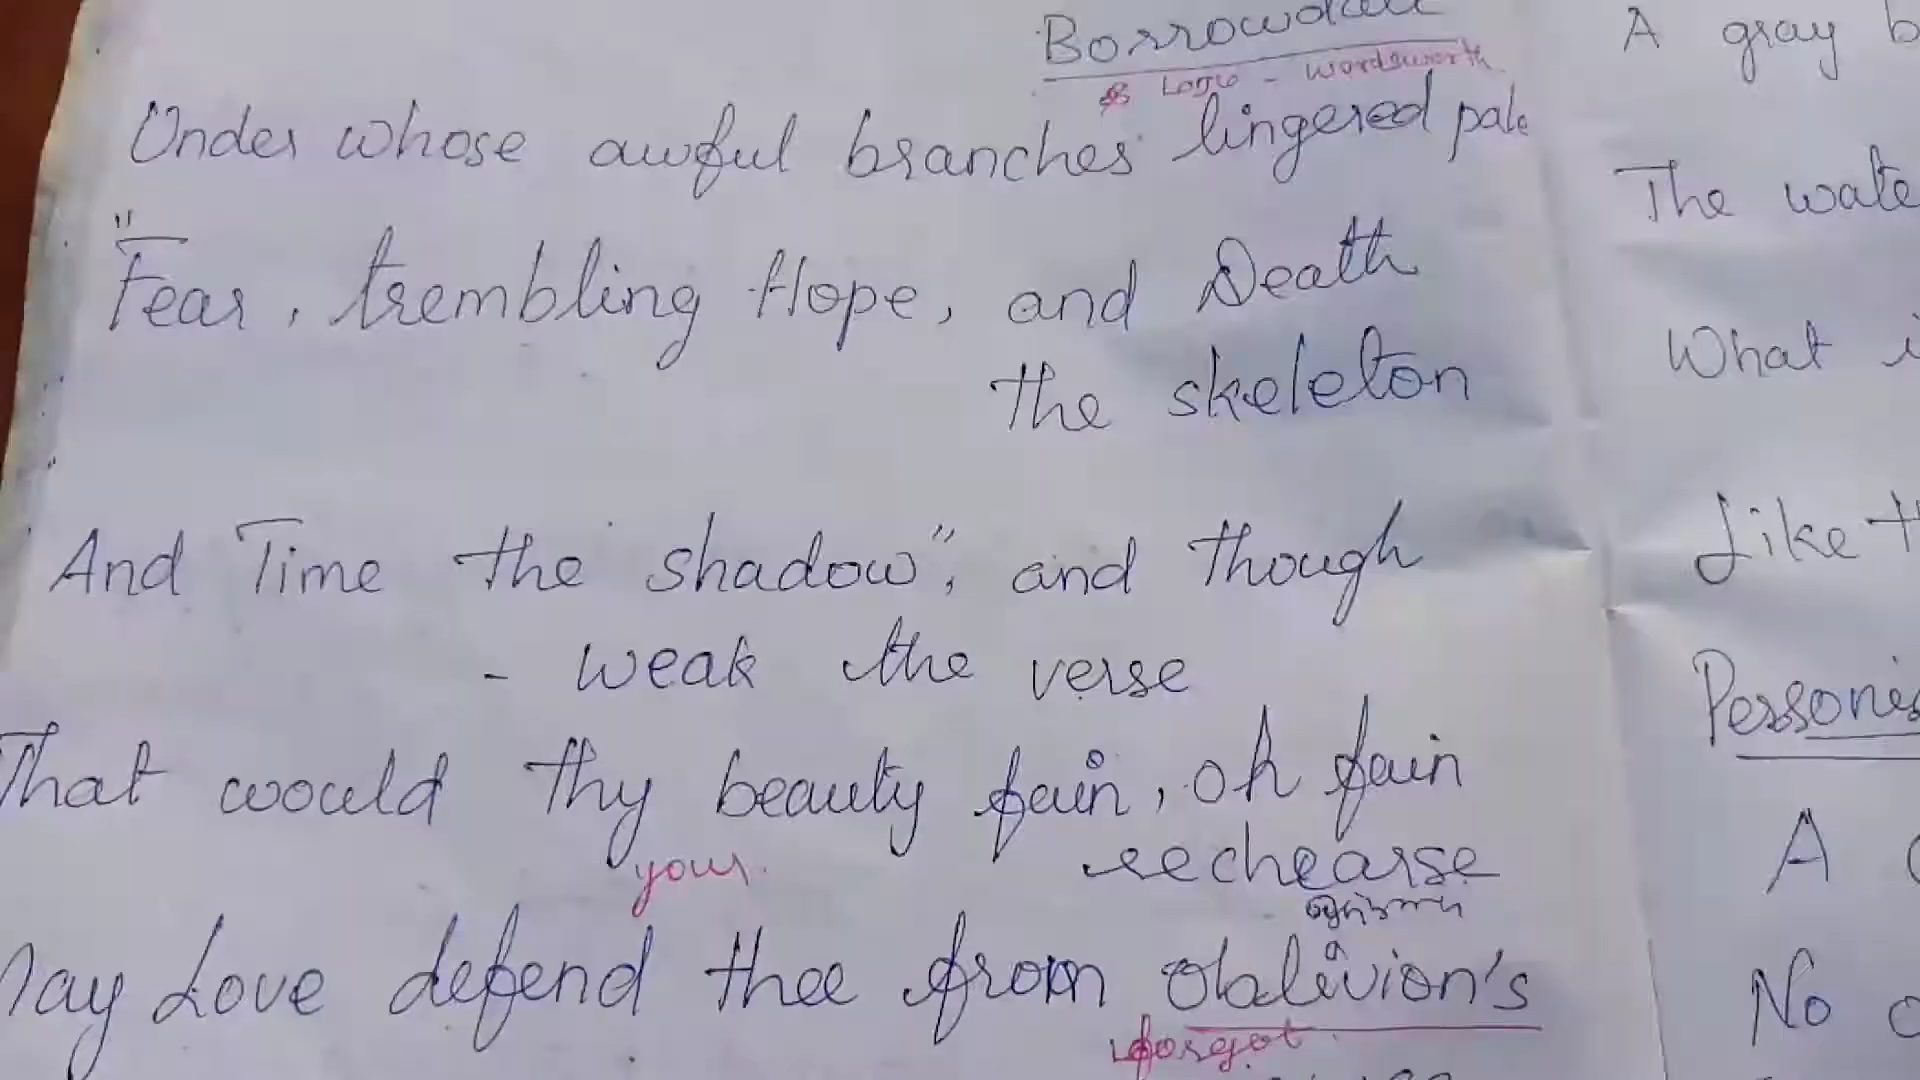 Borrowdale
Wordsworth
Under whose awful branches lingered pale
"Fear, trembling Hope, and Death
the skeleton
And Time the shadow", and though
- weak the verse
That would thy beauty fain, oh fain
your
rechearse
May Love defend thee from Oblivion's
forgot
A gray b
The wate
What i
Like th
Personi
A
No